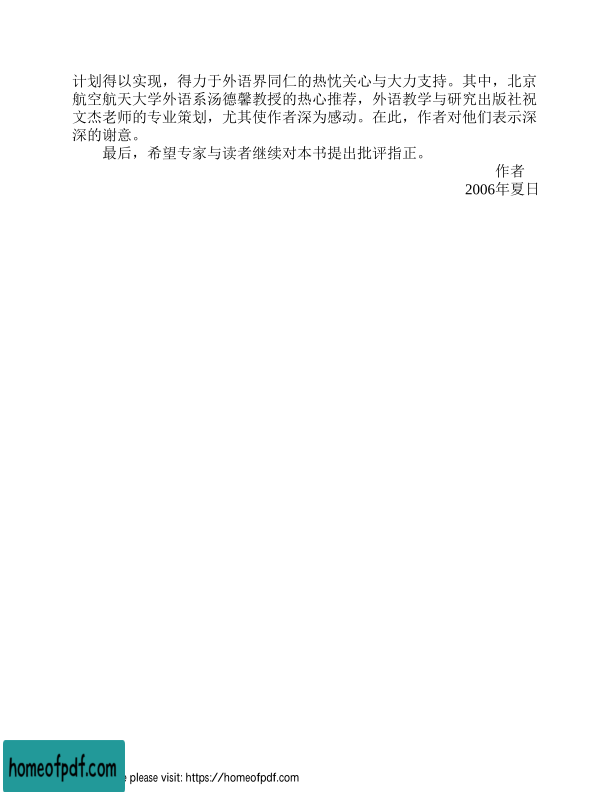 计划得以实现，得力于外语界同仁的热忱关心与大力支持。其中，北京
航空航天大学外语系汤德馨教授的热心推荐，外语教学与研究出版社祝
文杰老师的专业策划，尤其使作者深为感动。在此，作者对他们表示深
深的谢意。
最后，希望专家与读者继续对本书提出批评指正。
作者
2006年夏日
homeofpdf.com
please visit: https://homeofpdf.com